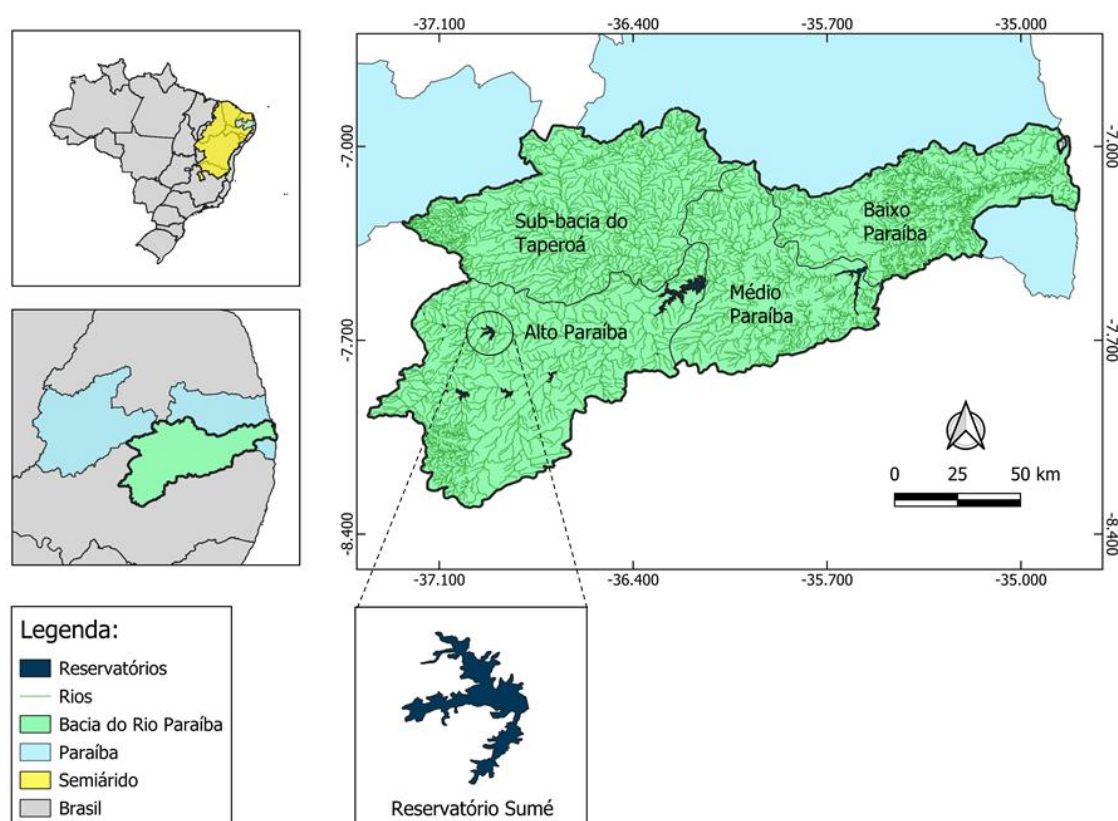 -37.100 -36.400 -35.700 -35.000
-7.000 -7.000
Sub-bacia do
Taperoá
Baixo
Paraíba
Médio
Paraíba
Alto Paraíba
-7.700 -7.700
0 25 50 km
-8.400 -8.400
-37.100 -36.400 -35.700 -35.000
Legenda:
Reservatórios
Rios
Bacia do Rio Paraíba
Paraíba
Semiárido
Brasil
Reservatório Sumé